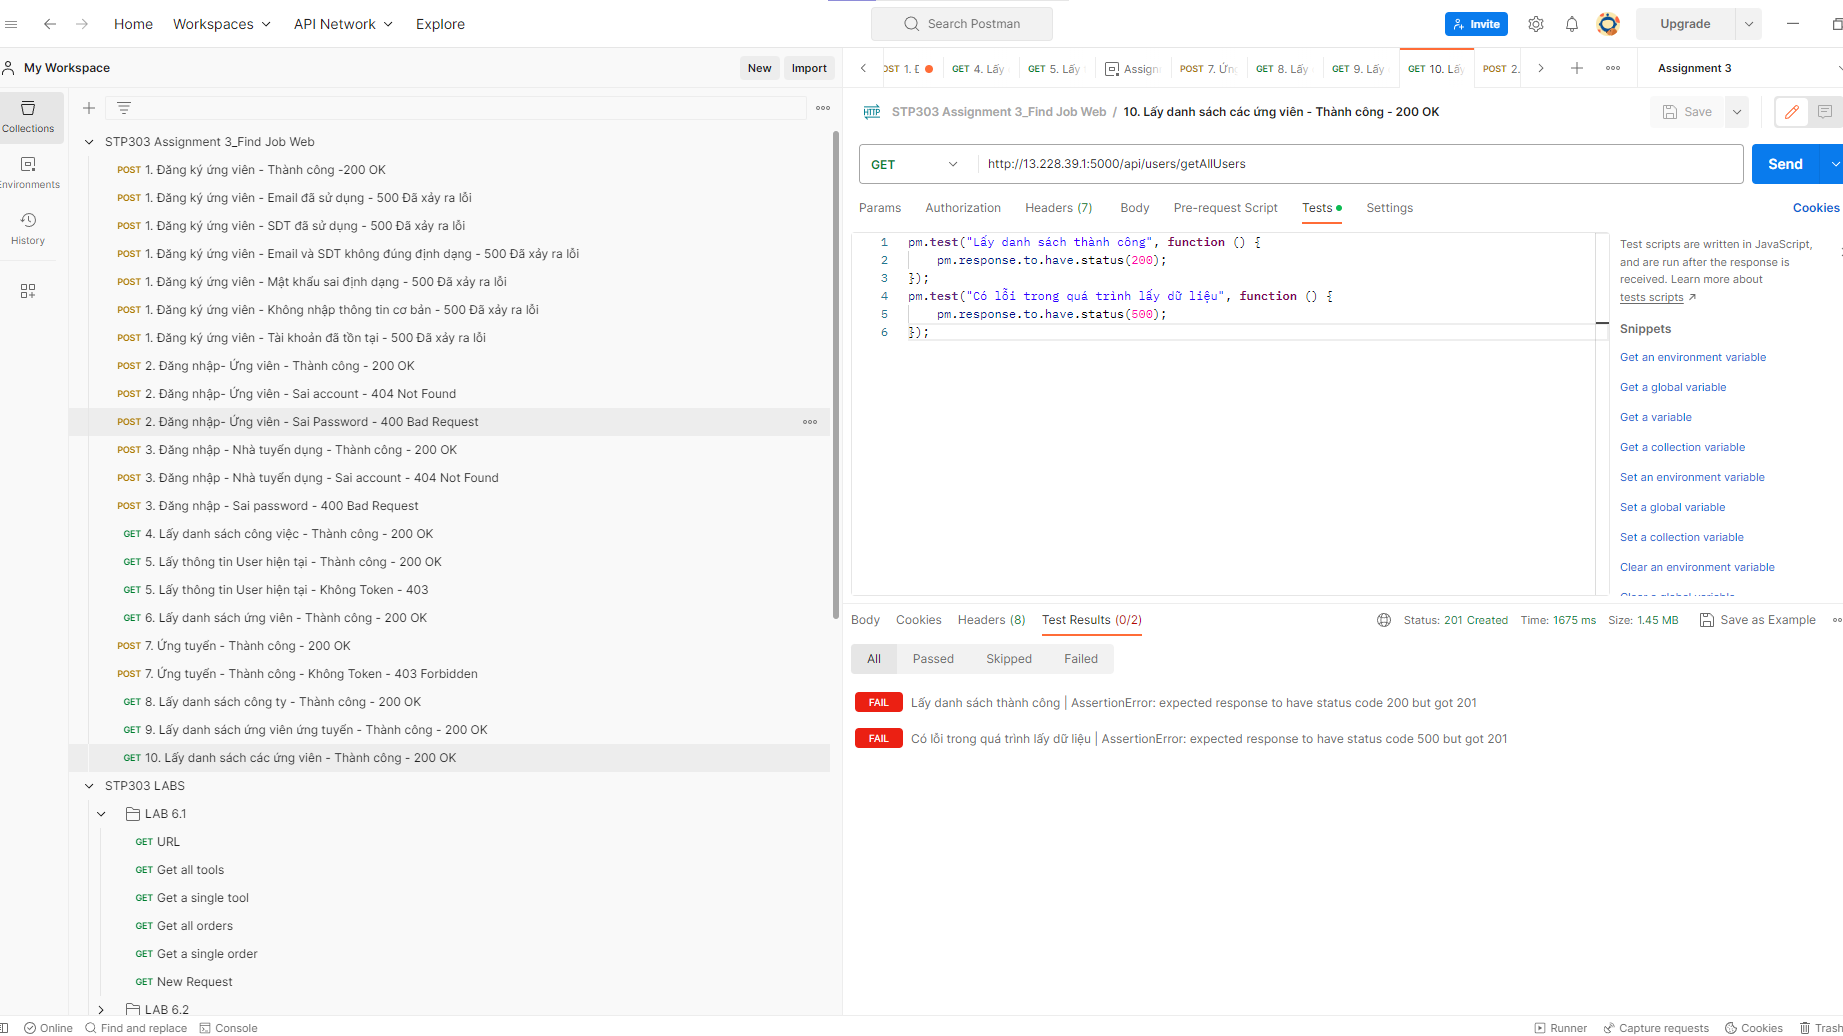 Home
Workspaces
API Network
Explore
Search Postman
Invite
Upgrade
My Workspace
New
Import
OST 1. Đ
GET 4. Lấy
GET 5. Lấy
Assign
POST 7. Ứn
GET 8. Lấy
GET 9. Lấy
GET 10. Lấy
POST 2.
Assignment 3
Collections
Environments
History
STP303 Assignment 3_Find Job Web
POST 1. Đăng ký ứng viên - Thành công -200 OK
POST 1. Đăng ký ứng viên - Email đã sử dụng - 500 Đã xảy ra lỗi
POST 1. Đăng ký ứng viên - SDT đã sử dụng - 500 Đã xảy ra lỗi
POST 1. Đăng ký ứng viên - Email và SDT không đúng định dạng - 500 Đã xảy ra lỗi
POST 1. Đăng ký ứng viên - Mật khẩu sai định dạng - 500 Đã xảy ra lỗi
POST 1. Đăng ký ứng viên - Không nhập thông tin cơ bản - 500 Đã xảy ra lỗi
POST 1. Đăng ký ứng viên - Tài khoản đã tồn tại - 500 Đã xảy ra lỗi
POST 2. Đăng nhập- Ứng viên - Thành công - 200 OK
POST 2. Đăng nhập- Ứng viên - Sai account - 404 Not Found
POST 2. Đăng nhập- Ứng viên - Sai Password - 400 Bad Request
POST 3. Đăng nhập - Nhà tuyển dụng - Thành công - 200 OK
POST 3. Đăng nhập - Nhà tuyển dụng - Sai account - 404 Not Found
POST 3. Đăng nhập - Sai password - 400 Bad Request
GET 4. Lấy danh sách công việc - Thành công - 200 OK
GET 5. Lấy thông tin User hiện tại - Thành công - 200 OK
GET 5. Lấy thông tin User hiện tại - Không Token - 403
GET 6. Lấy danh sách ứng viên - Thành công - 200 OK
POST 7. Ứng tuyển - Thành công - 200 OK
POST 7. Ứng tuyển - Thành công - Không Token - 403 Forbidden
GET 8. Lấy danh sách công ty - Thành công - 200 OK
GET 9. Lấy danh sách ứng viên ứng tuyển - Thành công - 200 OK
GET 10. Lấy danh sách các ứng viên - Thành công - 200 OK
STP303 LABS
LAB 6.1
GET URL
GET Get all tools
GET Get a single tool
GET Get all orders
GET Get a single order
GET New Request
LAB 6.2
HTTP STP303 Assignment 3_Find Job Web / 10. Lấy danh sách các ứng viên - Thành công - 200 OK
Save
GET
http://13.228.39.1:5000/api/users/getAllUsers
Send
Params
Authorization
Headers (7)
Body
Pre-request Script
Tests
Settings
Cookies
1 pm.test("Lấy danh sách thành công", function () {
2 pm.response.to.have.status(200);
3 });
4 pm.test("Có lỗi trong quá trình lấy dữ liệu", function () {
5 pm.response.to.have.status(500);
6 });
Test scripts are written in JavaScript,
and are run after the response is
received. Learn more about
tests scripts ↗
Snippets
Get an environment variable
Get a global variable
Get a variable
Get a collection variable
Set an environment variable
Set a global variable
Set a collection variable
Clear an environment variable
Clear a global variable
Body
Cookies
Headers (8)
Test Results (0/2)
Status: 201 Created
Time: 1675 ms
Size: 1.45 MB
Save as Example
All
Passed
Skipped
Failed
FAIL Lấy danh sách thành công | AssertionError: expected response to have status code 200 but got 201
FAIL Có lỗi trong quá trình lấy dữ liệu | AssertionError: expected response to have status code 500 but got 201
Online
Find and replace
Console
Runner
Capture requests
Cookies
Trash